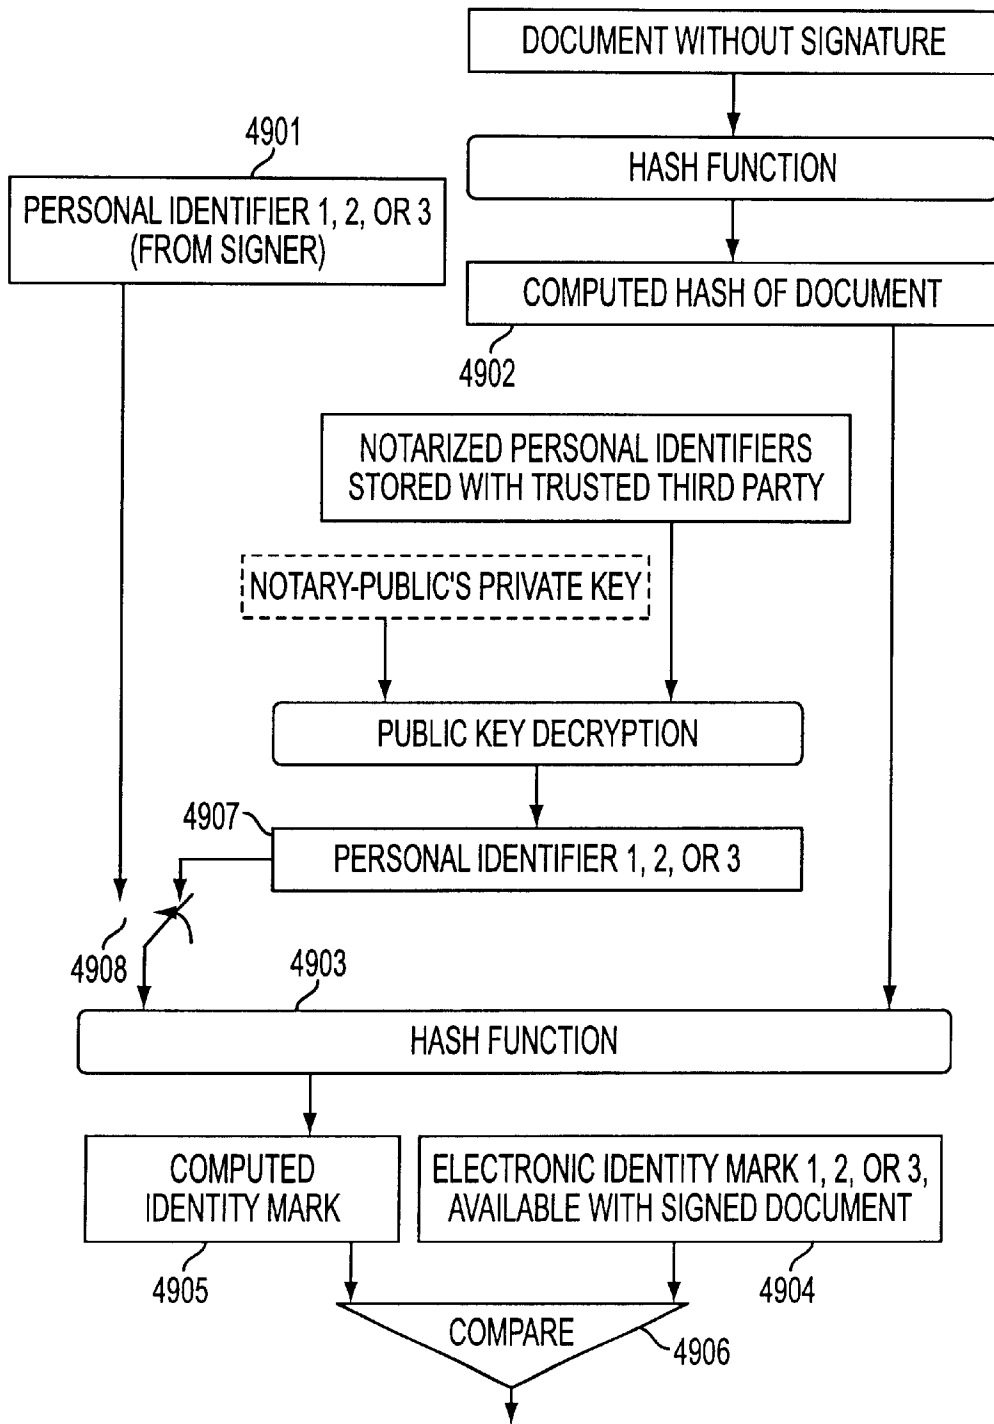 DOCUMENT WITHOUT SIGNATURE
HASH FUNCTION
4901
PERSONAL IDENTIFIER 1, 2, OR 3
(FROM SIGNER)
COMPUTED HASH OF DOCUMENT
4902
NOTARIZED PERSONAL IDENTIFIERS
STORED WITH TRUSTED THIRD PARTY
NOTARY-PUBLIC'S PRIVATE KEY
PUBLIC KEY DECRYPTION
4907
PERSONAL IDENTIFIER 1, 2, OR 3
4908
4903
HASH FUNCTION
COMPUTED
IDENTITY MARK
ELECTRONIC IDENTITY MARK 1, 2, OR 3,
AVAILABLE WITH SIGNED DOCUMENT
4905
4904
COMPARE
4906